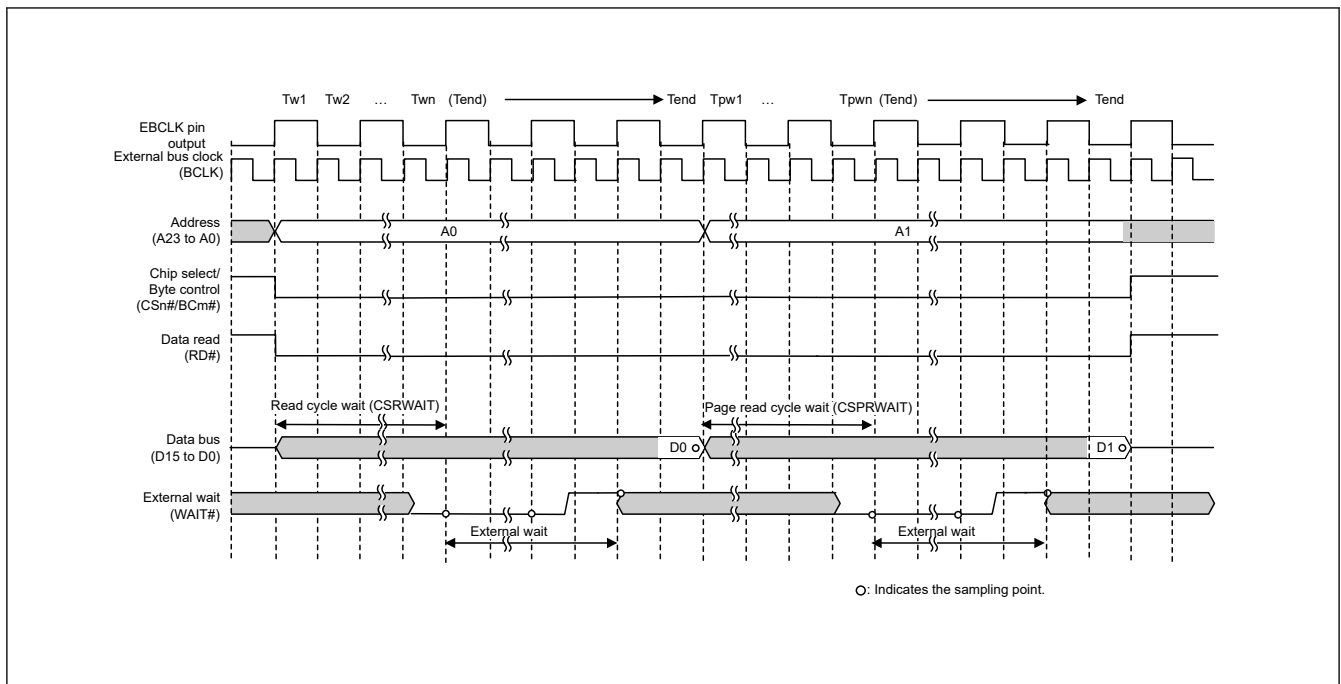 Tw1 Tw2 … Twn (Tend) Tend Tpw1 … Tpwn (Tend) Tend
EBCLK pin
output
External bus clock
(BCLK)
Address
(A23 to A0)
A0 A1
Chip select/
Byte control
(CSn#/BCm#)
Data read
(RD#)
Read cycle wait (CSRWAIT) Page read cycle wait (CSPRWAIT)
Data bus
(D15 to D0)
D0 D1
External wait
(WAIT#)
External wait External wait
: Indicates the sampling point.